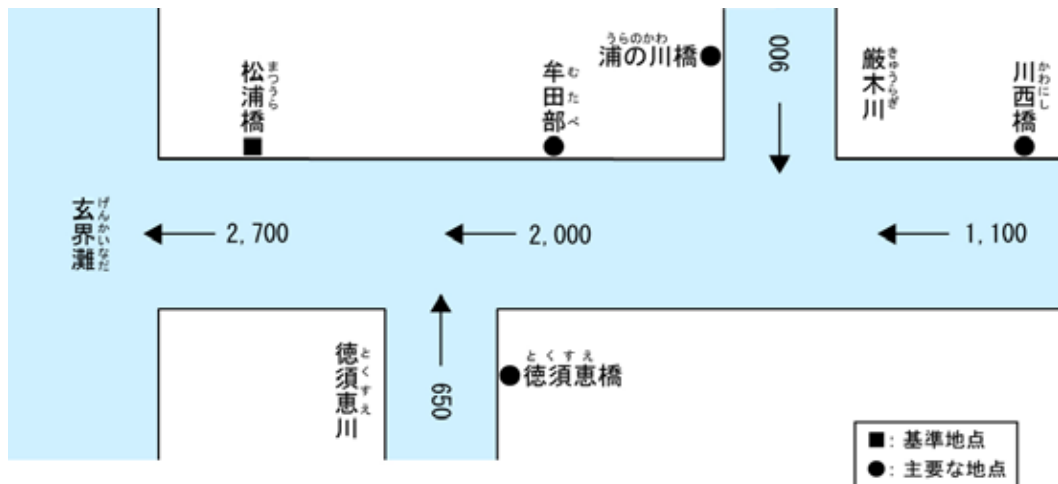 うらのかわ
浦の川橋
900
きゅうらぎ
厳木川
かわにし
川西橋
まつうら
松浦橋
むたべ
牟田部
げんかいなだ
玄界灘
2,700
2,000
1,100
とくすえ
徳須恵川
650
とくすえ
徳須恵橋
■:基準地点
●:主要な地点